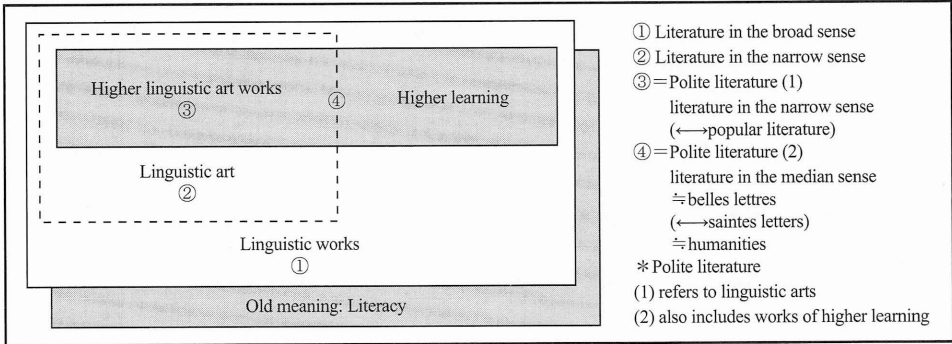 Higher linguistic art works
③
④
Higher learning
Linguistic art
②
Linguistic works
①
Old meaning: Literacy
① Literature in the broad sense
② Literature in the narrow sense
③=Polite literature (1)
literature in the narrow sense
(⟷popular literature)
④=Polite literature (2)
literature in the median sense
≒belles lettres
(⟷saintes letters)
≒humanities
＊Polite literature
(1) refers to linguistic arts
(2) also includes works of higher learning